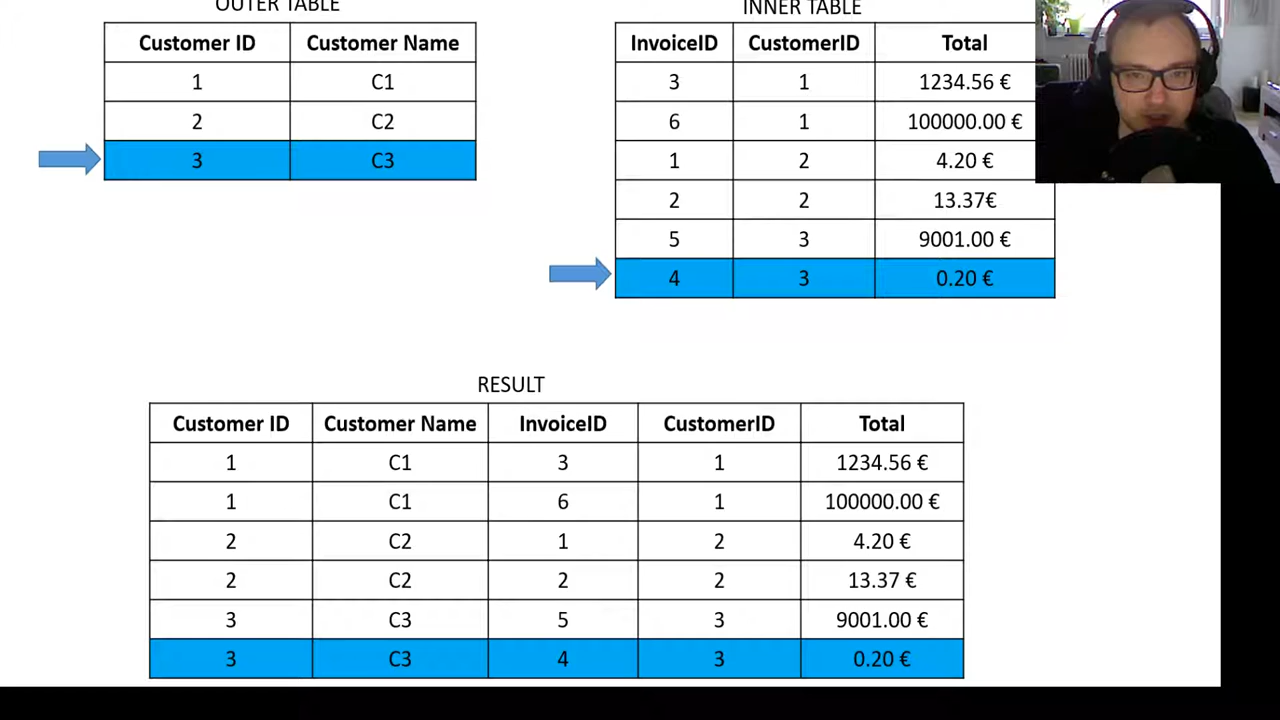 OUTER TABLE
Customer ID Customer Name
1 C1
2 C2
3 C3
INNER TABLE
InvoiceID CustomerID Total
3 1 1234.56 €
6 1 100000.00 €
1 2 4.20 €
2 2 13.37€
5 3 9001.00 €
4 3 0.20 €
RESULT
Customer ID Customer Name InvoiceID CustomerID Total
1 C1 3 1 1234.56 €
1 C1 6 1 100000.00 €
2 C2 1 2 4.20 €
2 C2 2 2 13.37 €
3 C3 5 3 9001.00 €
3 C3 4 3 0.20 €